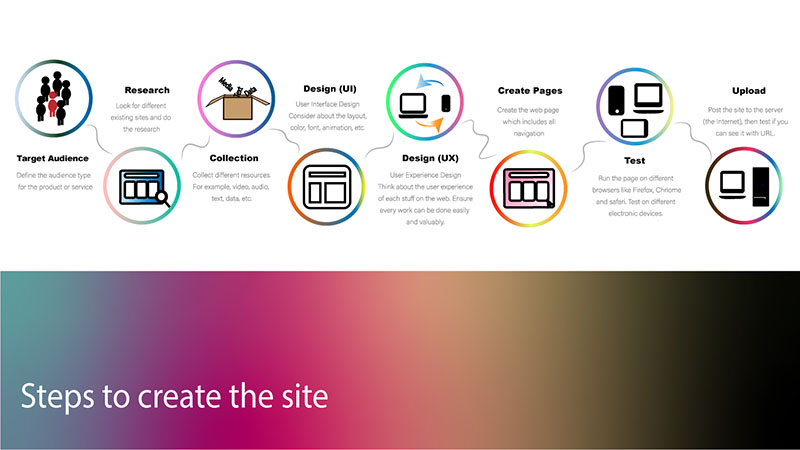 Target Audience
Define the audience type
for the product or service
Research
Look for different
existing sites and do
the research
Media
Collection
Collect different resources.
For example, video, audio,
text, data, etc.
Design (UI)
User Interface Design
Consider about the layout,
color, font, animation, etc.
Design (UX)
User Experience Design
Think about the user experience
of each stuff on the web. Ensure
every work can be done easily
and valuably.
Create Pages
Create the web page
which includes all
navigation
Test
Run the page on different
browsers like Firefox, Chrome
and safari. Test on different
electronic devices.
Upload
Post the site to the server
(the Internet), then test if you
can see it with URL.
Steps to create the site